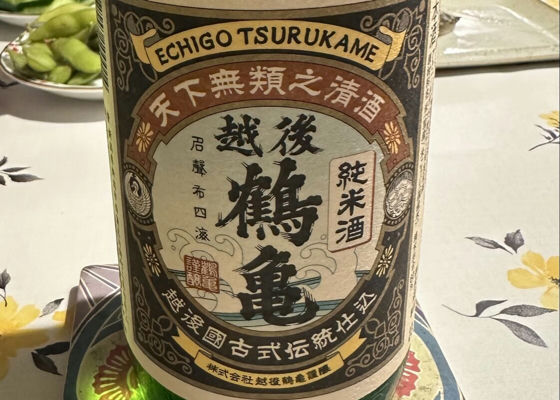 ECHIGO TSURUKAME
天下無類之清酒
越後
鶴亀
純米酒
名聲布四海
越後國古式伝統仕込
株式会社越後鶴亀謹醸